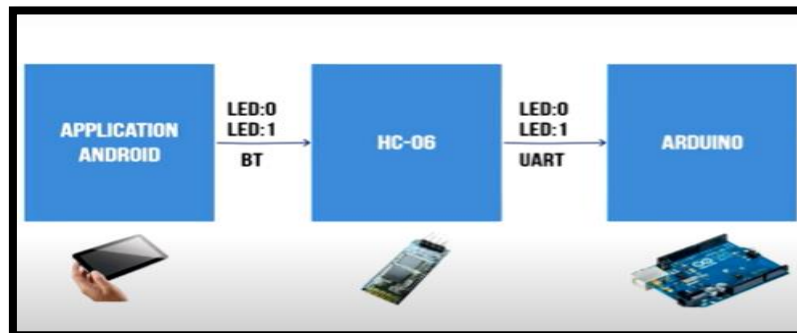 APPLICATION
ANDROID
LED:0
LED:1
BT
HC-06
LED:0
LED:1
UART
ARDUINO